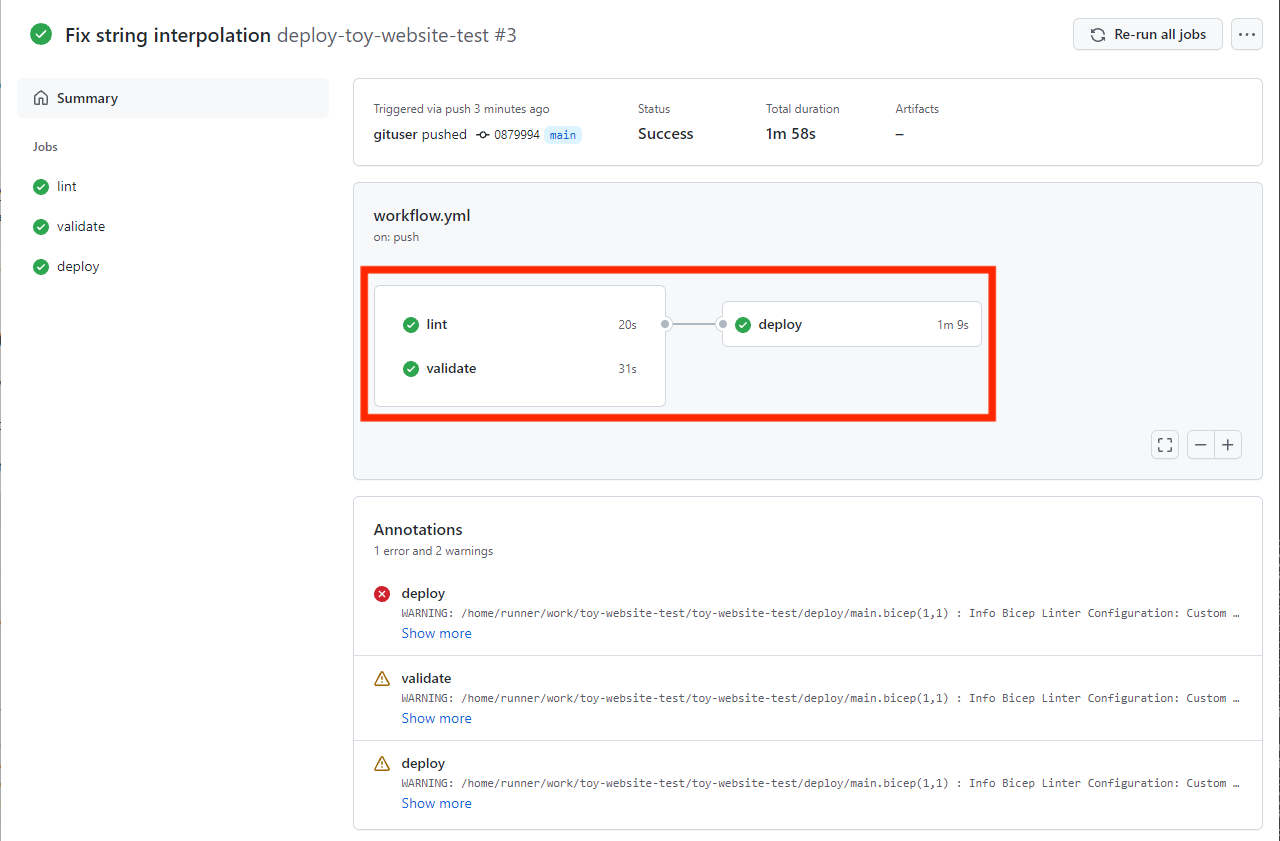 Fix string interpolation deploy-toy-website-test #3
Re-run all jobs
Summary
Jobs
lint
validate
deploy
Triggered via push 3 minutes ago
Status
Total duration
Artifacts
gituser pushed 0879994 main
Success
1m 58s
–
workflow.yml
on: push
lint 20s
validate 31s
deploy 1m 9s
Annotations
1 error and 2 warnings
deploy
WARNING: /home/runner/work/toy-website-test/toy-website-test/deploy/main.bicep(1,1) : Info Bicep Linter Configuration: Custom …
Show more
validate
WARNING: /home/runner/work/toy-website-test/toy-website-test/deploy/main.bicep(1,1) : Info Bicep Linter Configuration: Custom …
Show more
deploy
WARNING: /home/runner/work/toy-website-test/toy-website-test/deploy/main.bicep(1,1) : Info Bicep Linter Configuration: Custom …
Show more